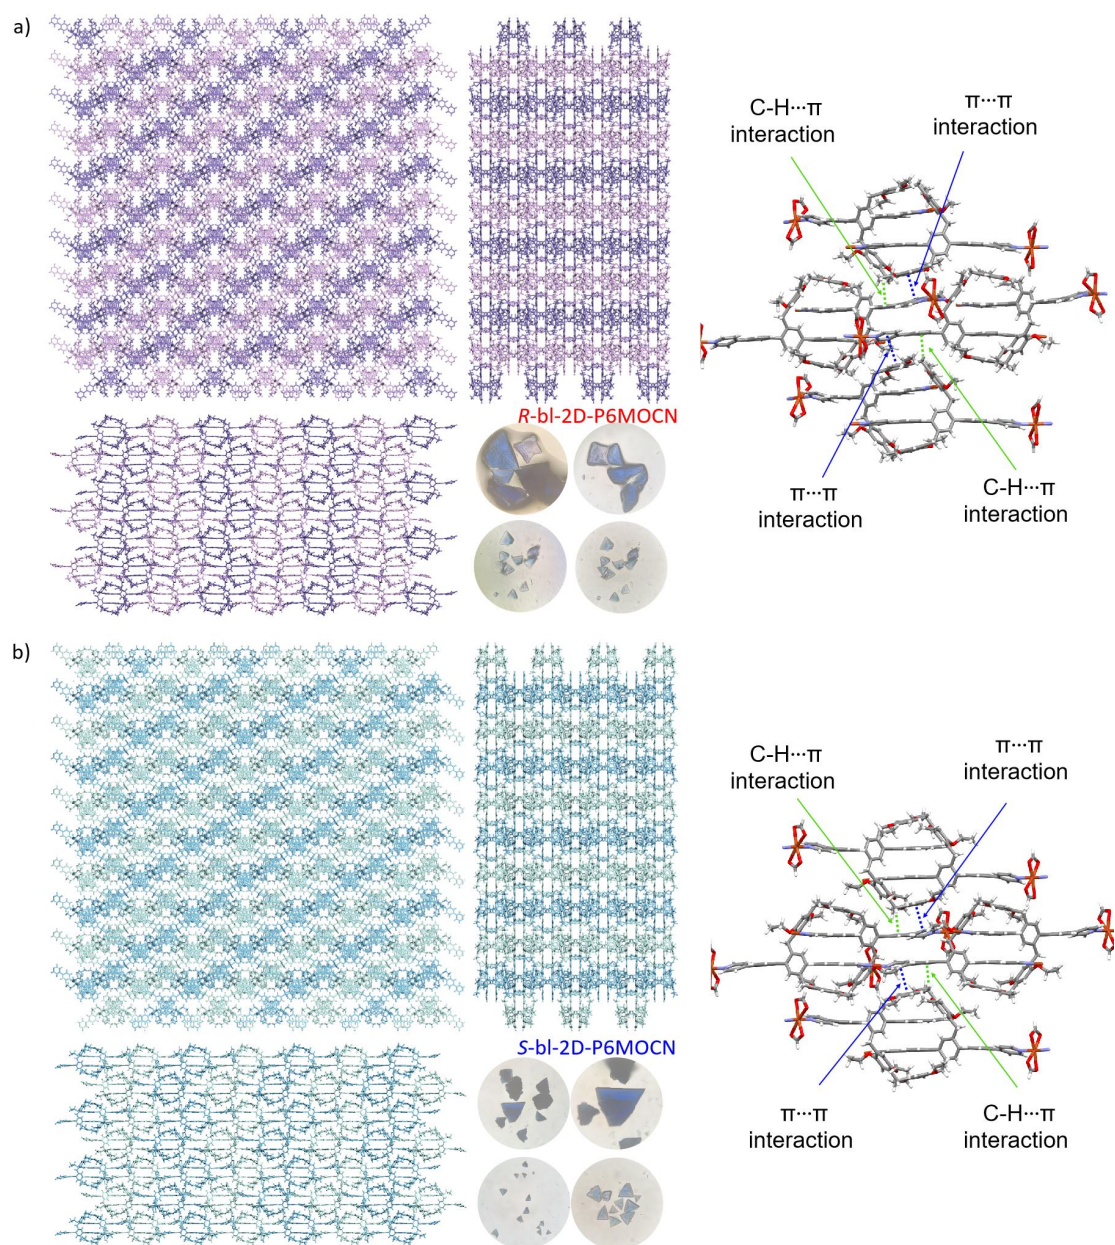 a)
C-H···π
interaction
π···π
interaction
R-bl-2D-P6MOCN
π···π
interaction
C-H···π
interaction
b)
C-H···π
interaction
π···π
interaction
S-bl-2D-P6MOCN
π···π
interaction
C-H···π
interaction